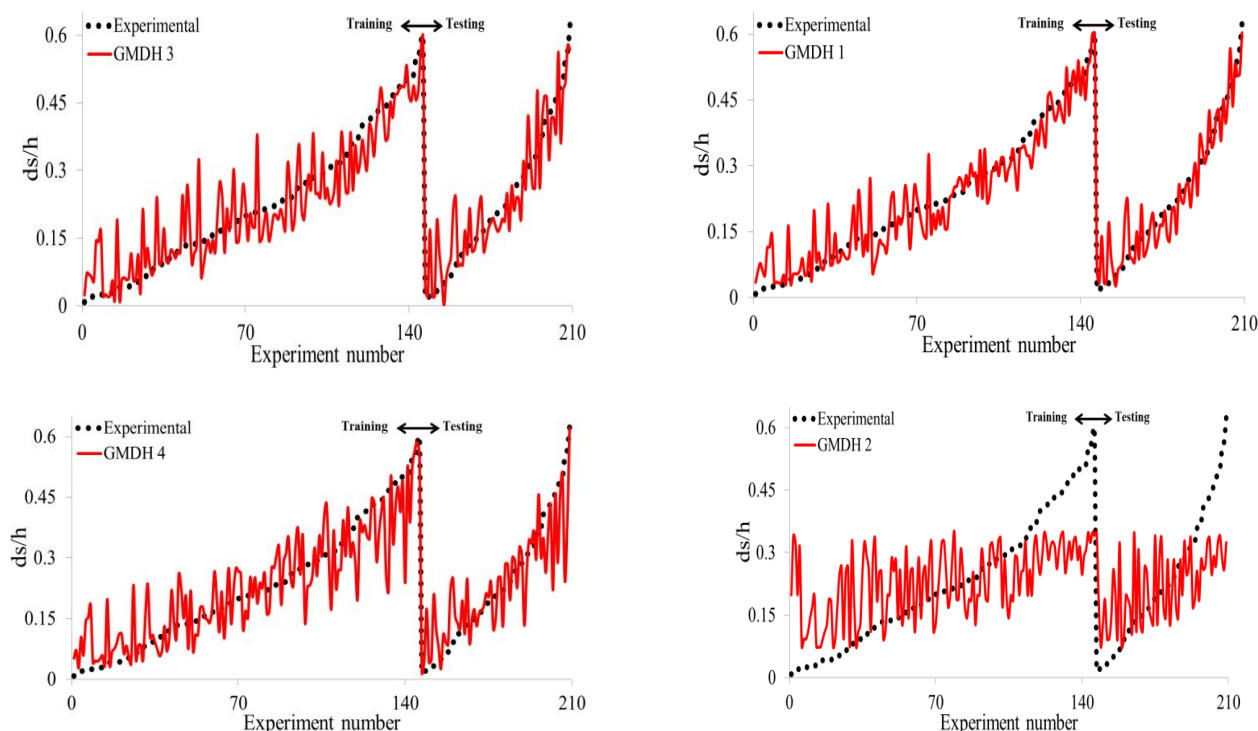 Experimental
GMDH 3
Training Testing
ds/h
0.6
0.45
0.3
0.15
0
0 70 140 210
Experiment number
Experimental
GMDH 1
Training Testing
ds/h
0.6
0.45
0.3
0.15
0
0 70 140 210
Experiment number
Experimental
GMDH 4
Training Testing
ds/h
0.6
0.45
0.3
0.15
0
0 70 140 210
Experiment number
Experimental
GMDH 2
Training Testing
ds/h
0.6
0.45
0.3
0.15
0
0 70 140 210
Experiment number